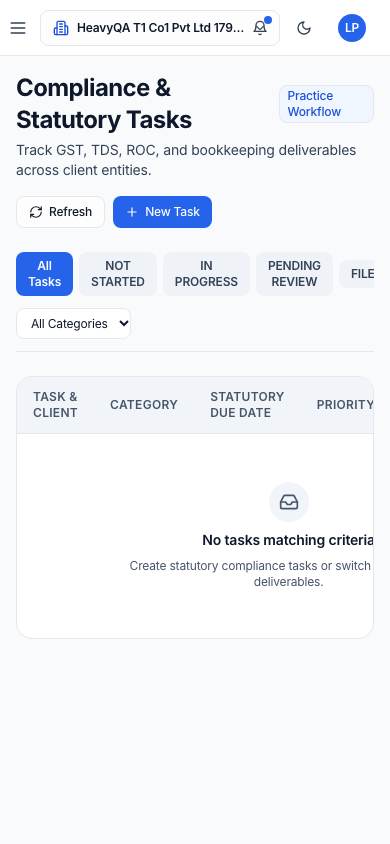 HeavyQA T1 Co1 Pvt Ltd 179...
LP
Compliance &
Statutory Tasks
Practice
Workflow
Track GST, TDS, ROC, and bookkeeping deliverables
across client entities.
Refresh
New Task
All
Tasks
NOT
STARTED
IN
PROGRESS
PENDING
REVIEW
FILE
All Categories
TASK &
CLIENT
CATEGORY
STATUTORY
DUE DATE
PRIORITY
No tasks matching criteria
Create statutory compliance tasks or switch
deliverables.